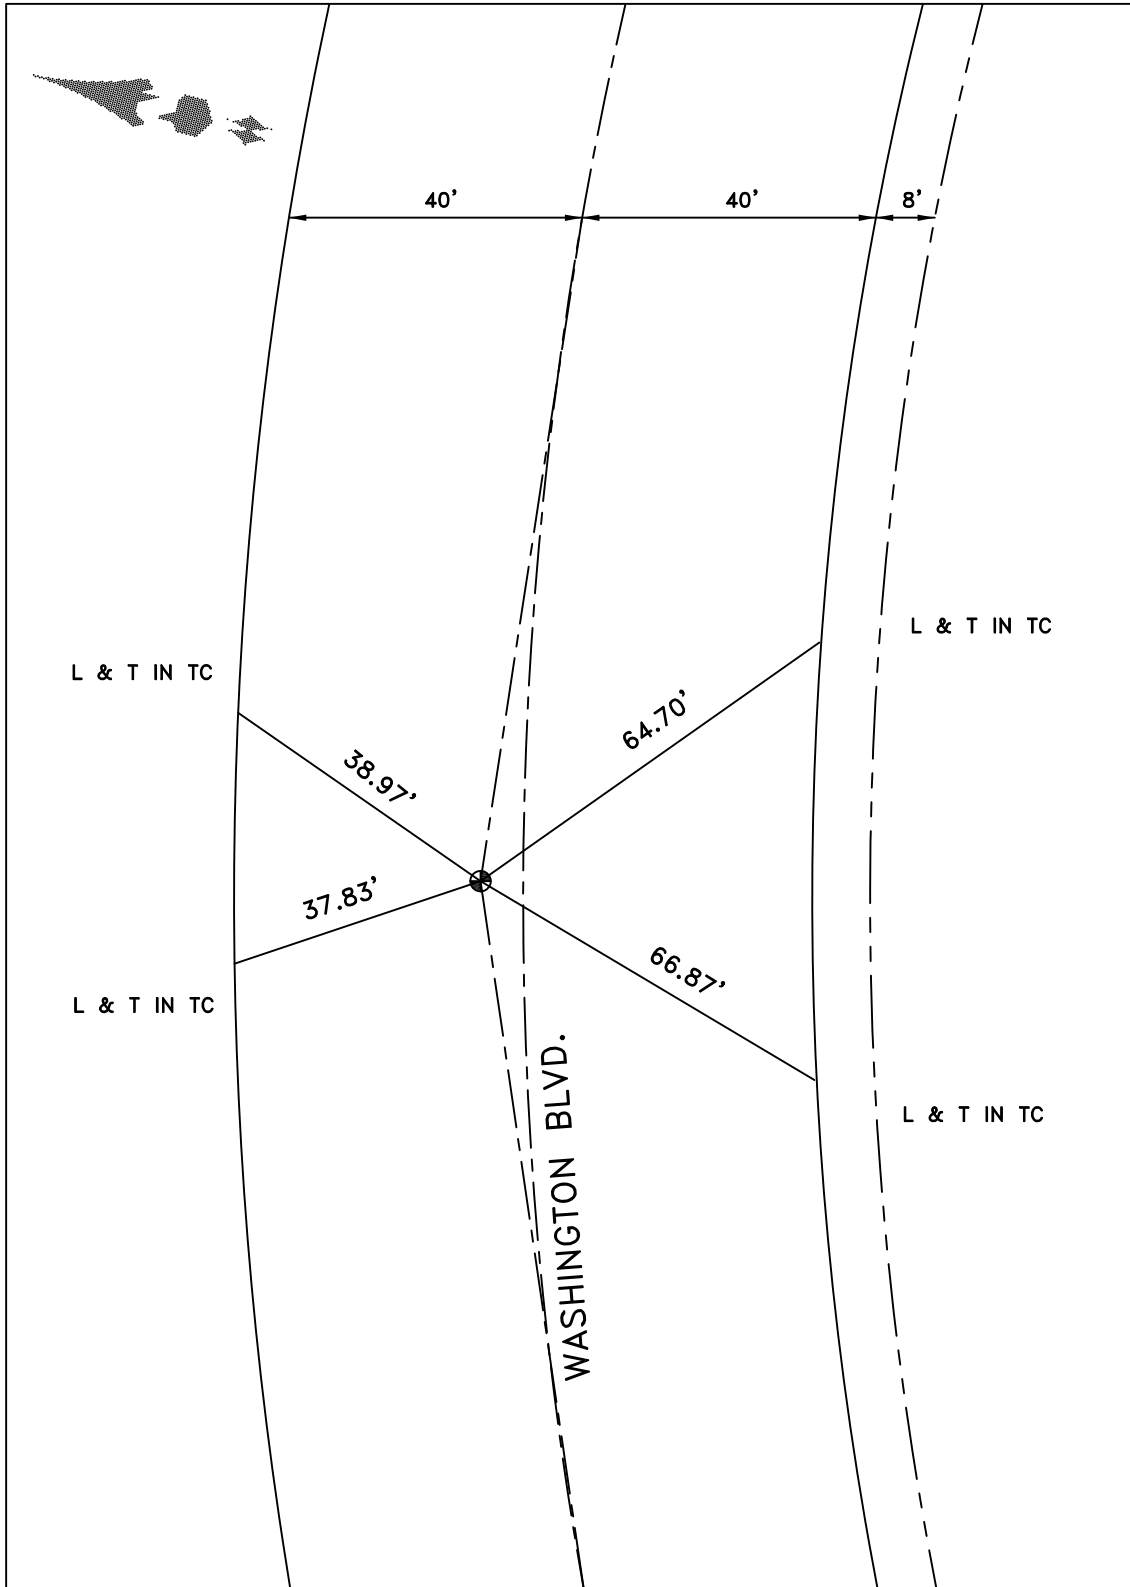 40'
40'
8'
L & T IN TC
L & T IN TC
64.70'
38.97'
37.83'
66.87'
L & T IN TC
WASHINGTON BLVD.
L & T IN TC